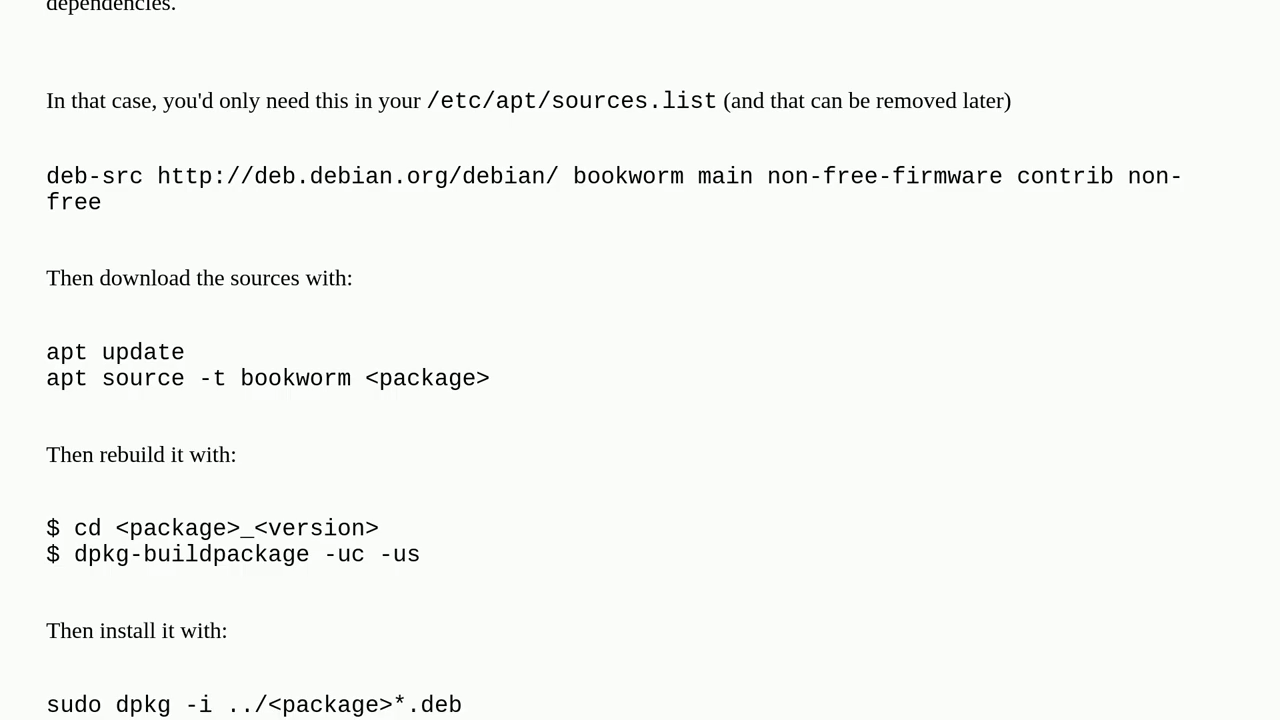 dependencies.
In that case, you'd only need this in your /etc/apt/sources.list (and that can be removed later)
deb-src http://deb.debian.org/debian/ bookworm main non-free-firmware contrib non-
free
Then download the sources with:
apt update
apt source -t bookworm <package>
Then rebuild it with:
$ cd <package>_<version>
$ dpkg-buildpackage -uc -us
Then install it with:
sudo dpkg -i ../<package>*.deb